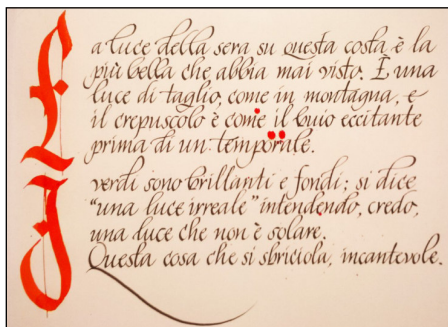 La luce della sera su questa costa è la
più bella che abbia mai visto. È una
luce di taglio, come in montagna, e
il crepuscolo è come il buio eccitante
prima di un temporale.
I verdi sono brillanti e fondi; si dice
“una luce irreale” intendendo, credo,
una luce che non è solare.
Questa cosa che si sbriciola, incantevole.